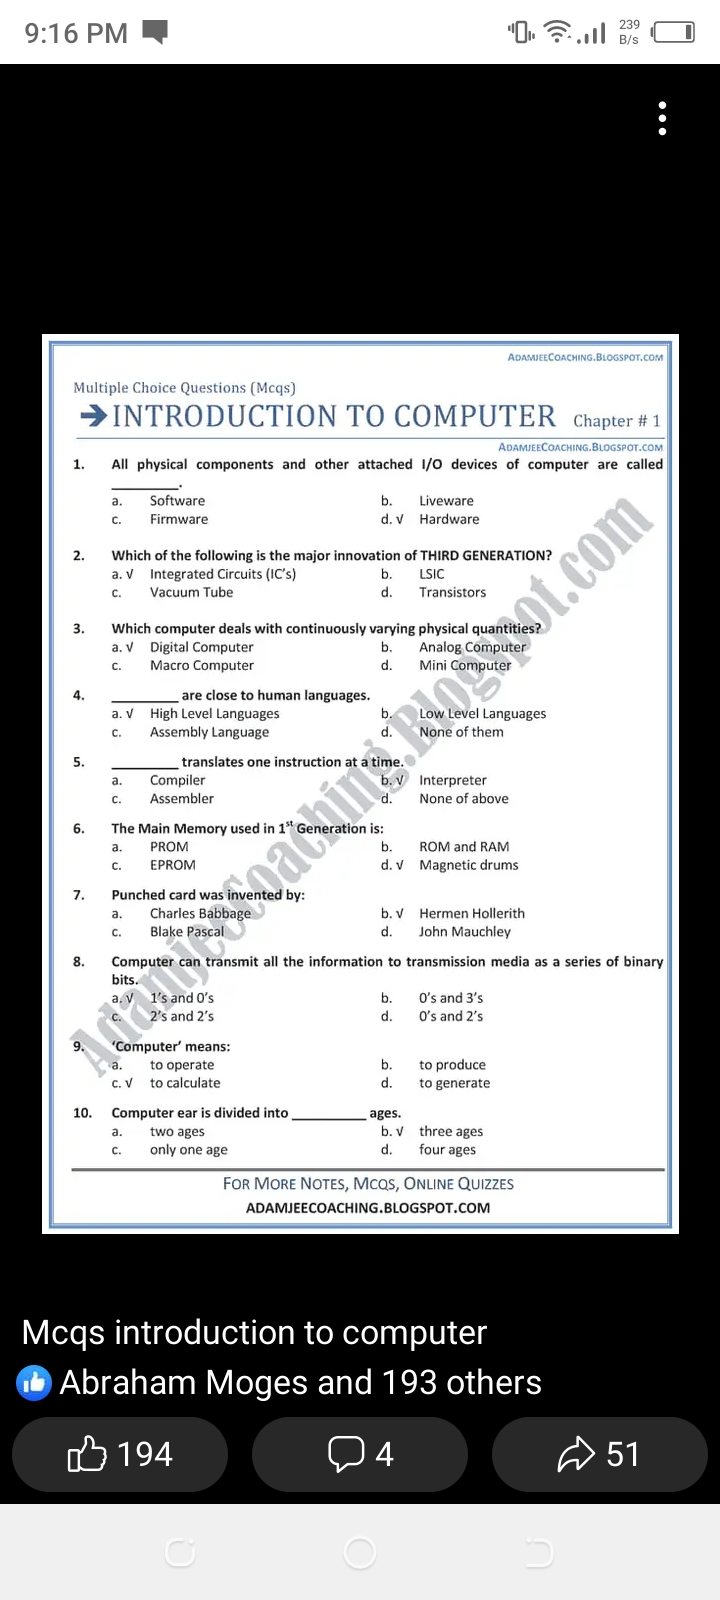 9:16 PM
239
B/s
ADAMJEECOACHING.BLOGSPOT.COM
Multiple Choice Questions (Mcqs)
➔INTRODUCTION TO COMPUTER Chapter # 1
ADAMJEECOACHING.BLOGSPOT.COM
1. All physical components and other attached I/O devices of computer are called
_________.
a. Software b. Liveware
c. Firmware d. √ Hardware
2. Which of the following is the major innovation of THIRD GENERATION?
a. √ Integrated Circuits (IC's) b. LSIC
c. Vacuum Tube d. Transistors
3. Which computer deals with continuously varying physical quantities?
a. √ Digital Computer b. Analog Computer
c. Macro Computer d. Mini Computer
4. _________ are close to human languages.
a. √ High Level Languages b. Low Level Languages
c. Assembly Language d. None of them
5. _________ translates one instruction at a time.
a. Compiler b. √ Interpreter
c. Assembler d. None of above
6. The Main Memory used in 1st Generation is:
a. PROM b. ROM and RAM
c. EPROM d. √ Magnetic drums
7. Punched card was invented by:
a. Charles Babbage b. √ Hermen Hollerith
c. Blake Pascal d. John Mauchley
8. Computer can transmit all the information to transmission media as a series of binary
bits.
a. √ 1's and 0's b. 0's and 3's
c. 2's and 2's d. 0's and 2's
9. 'Computer' means:
a. to operate b. to produce
c. √ to calculate d. to generate
10. Computer ear is divided into __________ ages.
a. two ages b. √ three ages
c. only one age d. four ages
Adamjeecoaching.Blogspot.com
FOR MORE NOTES, MCQS, ONLINE QUIZZES
ADAMJEECOACHING.BLOGSPOT.COM
Mcqs introduction to computer
Abraham Moges and 193 others
194
4
51